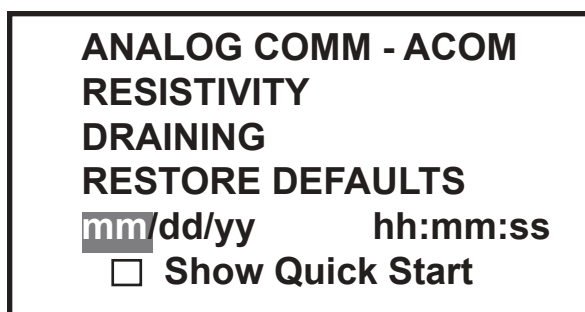 ANALOG COMM - ACOM
RESISTIVITY
DRAINING
RESTORE DEFAULTS
mm/dd/yy hh:mm:ss
☐ Show Quick Start